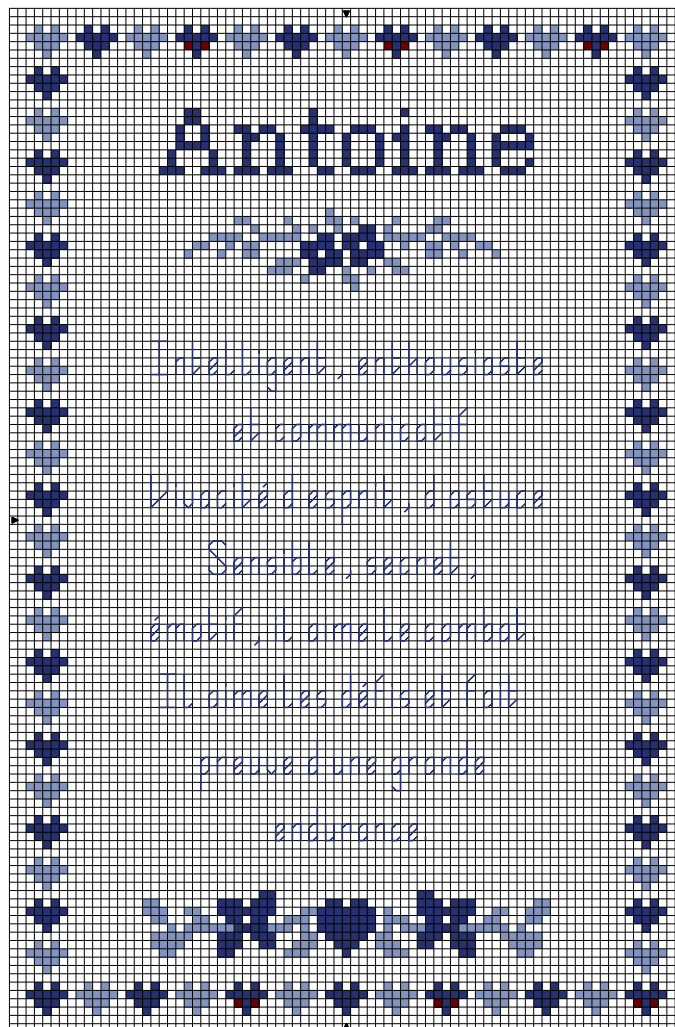 Antoine
Intelligent, enthousiaste
et communicatif
Vivacité d esprit, d astuce
Sensible, secret,
émotif, il aime le combat
Il aime les défis et fait
preuve d une grande
endurance.